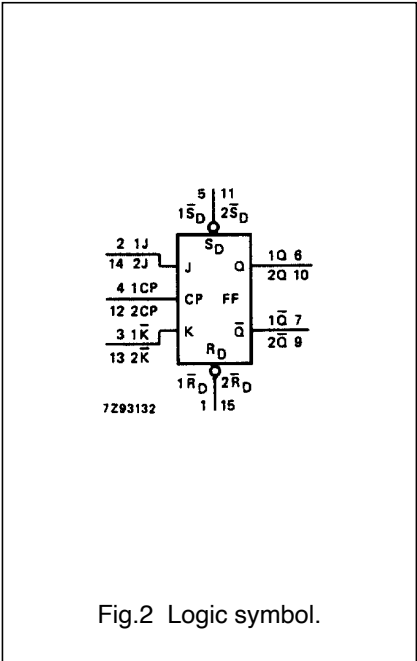 5 11
1S̅D 2S̅D
SD
2 1J
14 2J
J
Q
1Q 6
2Q 10
4 1CP
12 2CP
CP FF
3 1K̅
13 2K̅
K
Q̅
1Q̅ 7
2Q̅ 9
RD
1R̅D 2R̅D
1 15
7Z93132
Fig.2 Logic symbol.